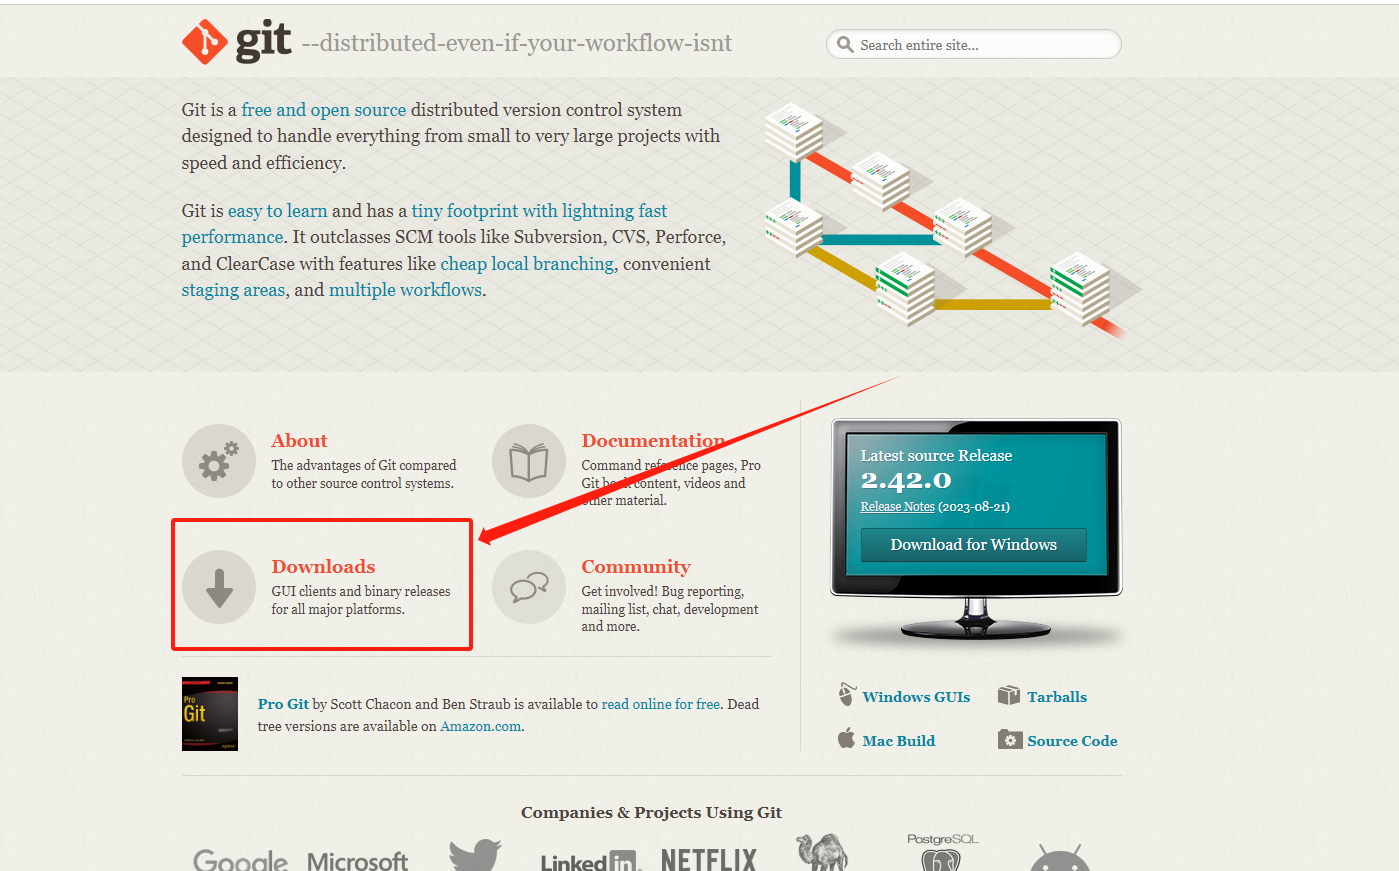 git --distributed-even-if-your-workflow-isnt
Search entire site...
Git is a free and open source distributed version control system
designed to handle everything from small to very large projects with
speed and efficiency.
Git is easy to learn and has a tiny footprint with lightning fast
performance. It outclasses SCM tools like Subversion, CVS, Perforce,
and ClearCase with features like cheap local branching, convenient
staging areas, and multiple workflows.
About
The advantages of Git compared
to other source control systems.
Documentation
Command reference pages, Pro
Git book content, videos and
other material.
Downloads
GUI clients and binary releases
for all major platforms.
Community
Get involved! Bug reporting,
mailing list, chat, development
and more.
Pro
Git
Pro Git by Scott Chacon and Ben Straub is available to read online for free. Dead
tree versions are available on Amazon.com.
Latest source Release
2.42.0
Release Notes (2023-08-21)
Download for Windows
Windows GUIs
Tarballs
Mac Build
Source Code
Companies & Projects Using Git
Google
Microsoft
Linked in
NETFLIX
PostgreSQL